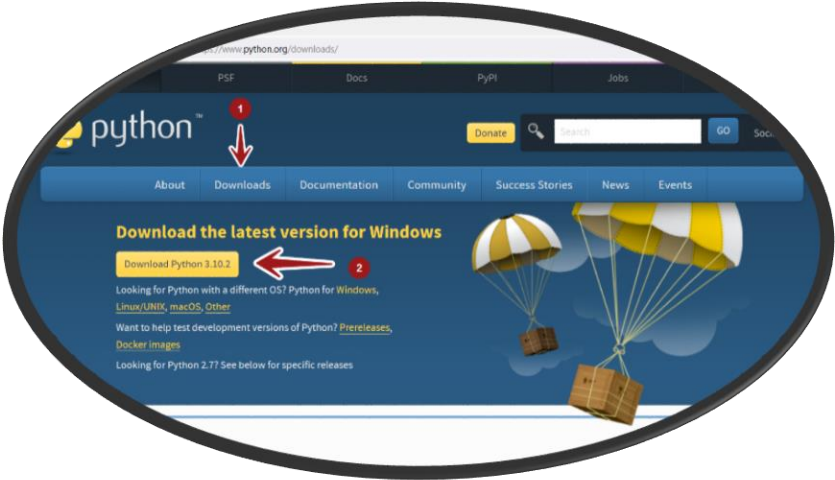 ://www.python.org/downloads/
PSF Docs PyPI Jobs
1
python™
Donate Search GO
About Downloads Documentation Community Success Stories News Events
Download the latest version for Windows
Download Python 3.10.2
2
Looking for Python with a different OS? Python for Windows,
Linux/UNIX, macOS, Other
Want to help test development versions of Python? Prereleases,
Docker images
Looking for Python 2.7? See below for specific releases